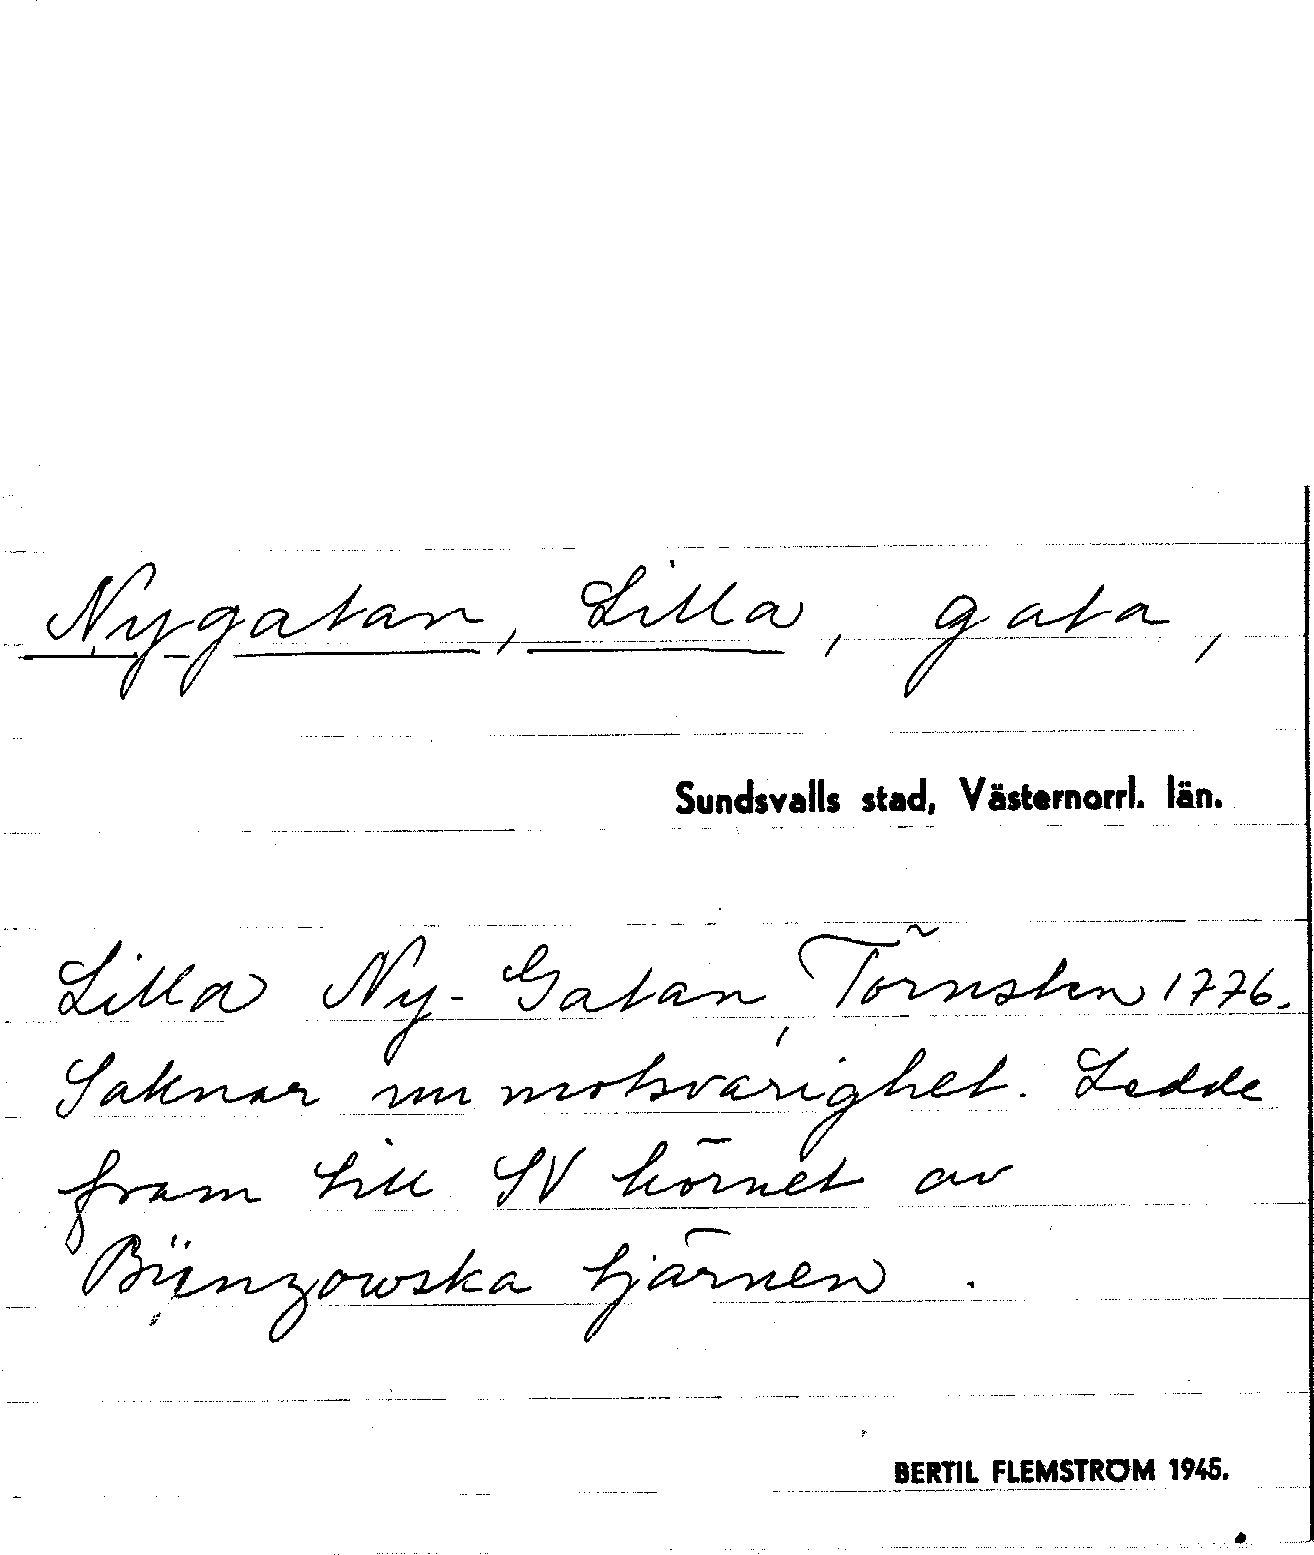 Nygatan, Lilla, gata,
Sundsvalls stad, Västernorrl. län.
Lilla Ny-Gatan, Törnsten 1776.
Saknar nu motsvarighet. Ledde
fram till SV hörnet av
Bünzowska tjärnen.
BERTIL FLEMSTRÖM 1945.